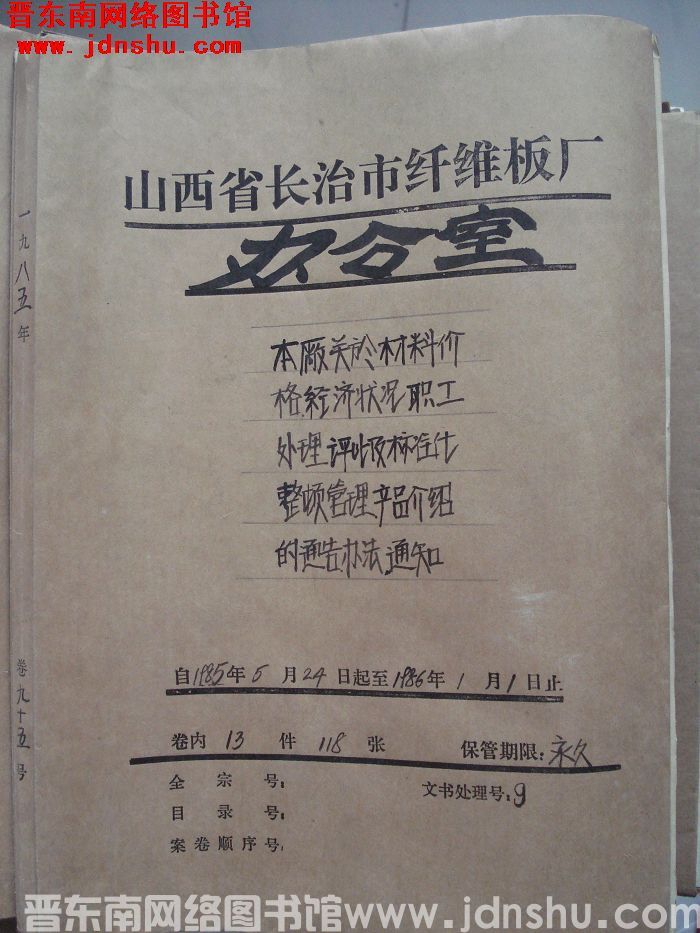 晋东南网络图书馆
www.jdnshu.com
山西省长治市纤维板厂
办公室
一九八五年
本厰关於材料价
格,经济状况,职工
处理,评比及标准化
整顿管理,产品介绍
的通告,办法,通知
自1985年5月24日起至1986年1月1日止
卷内13件118张 保管期限:永久
卷九十五号
全宗号: 文书处理号:9
目录号:
案卷顺序号:
晋东南网络图书馆www.jdnshu.com